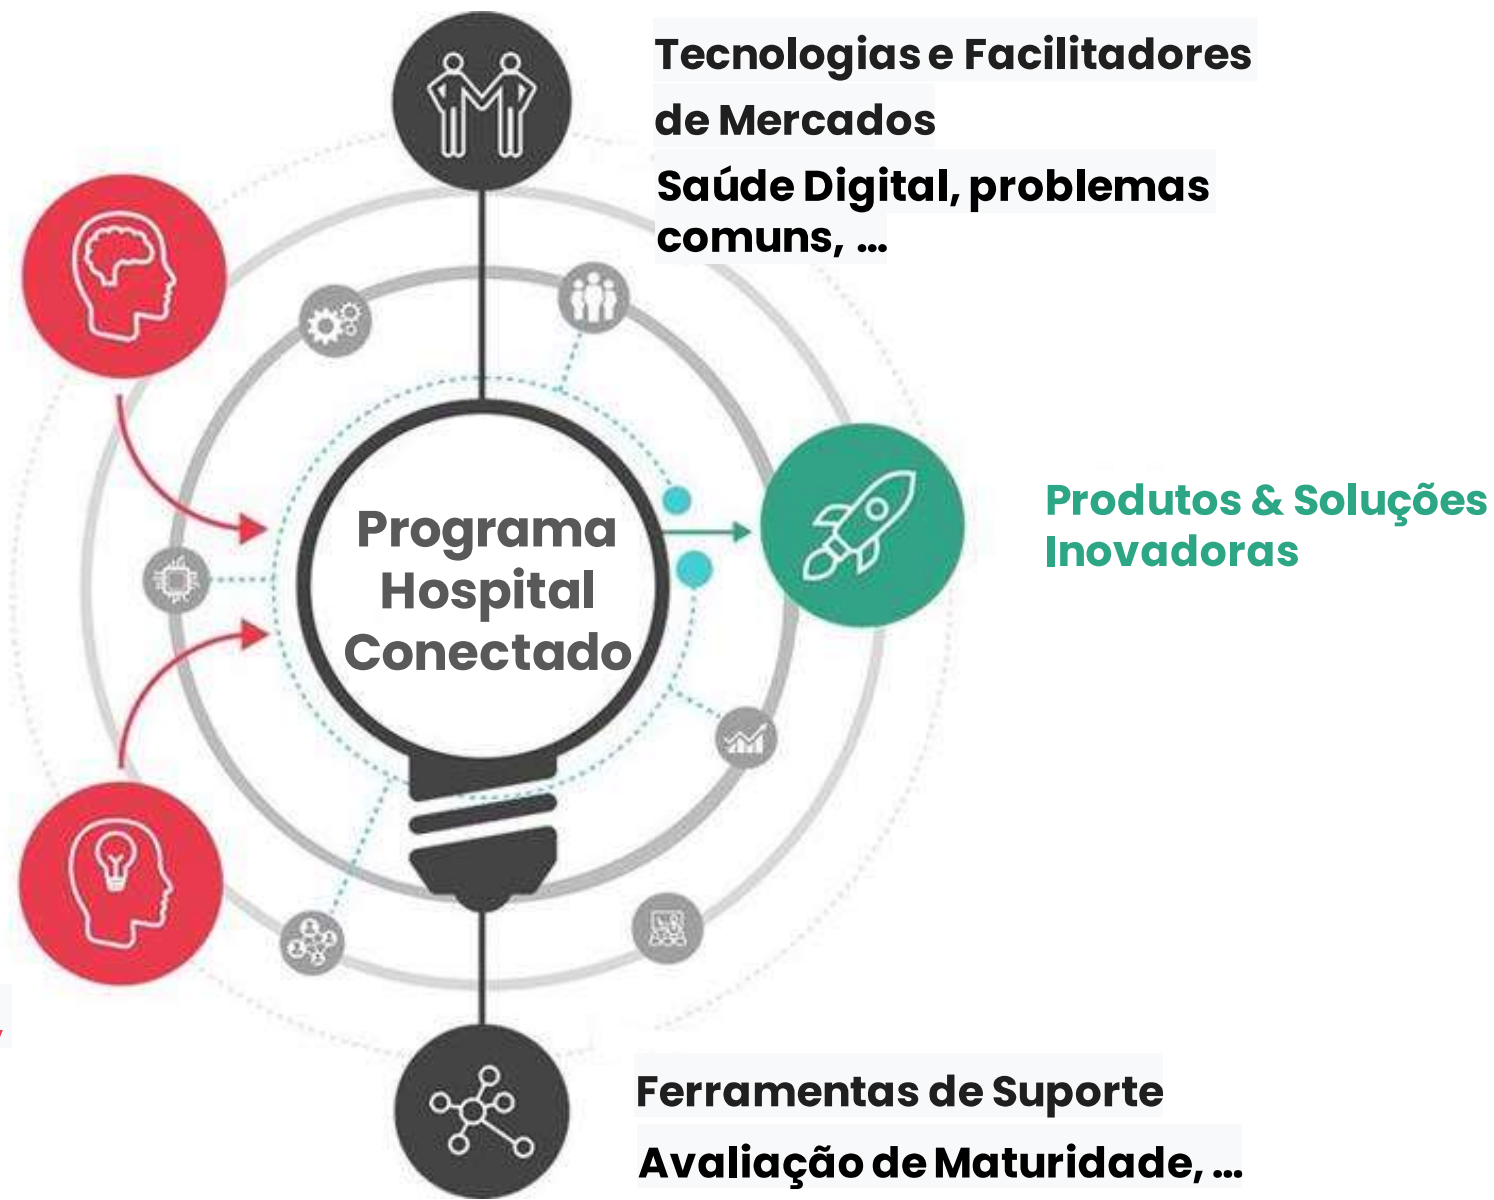 Tecnologias e Facilitadores
de Mercados
Saúde Digital, problemas
comuns, ...
Programa
Hospital
Conectado
Produtos & Soluções
Inovadoras
Ferramentas de Suporte
Avaliação de Maturidade, ...